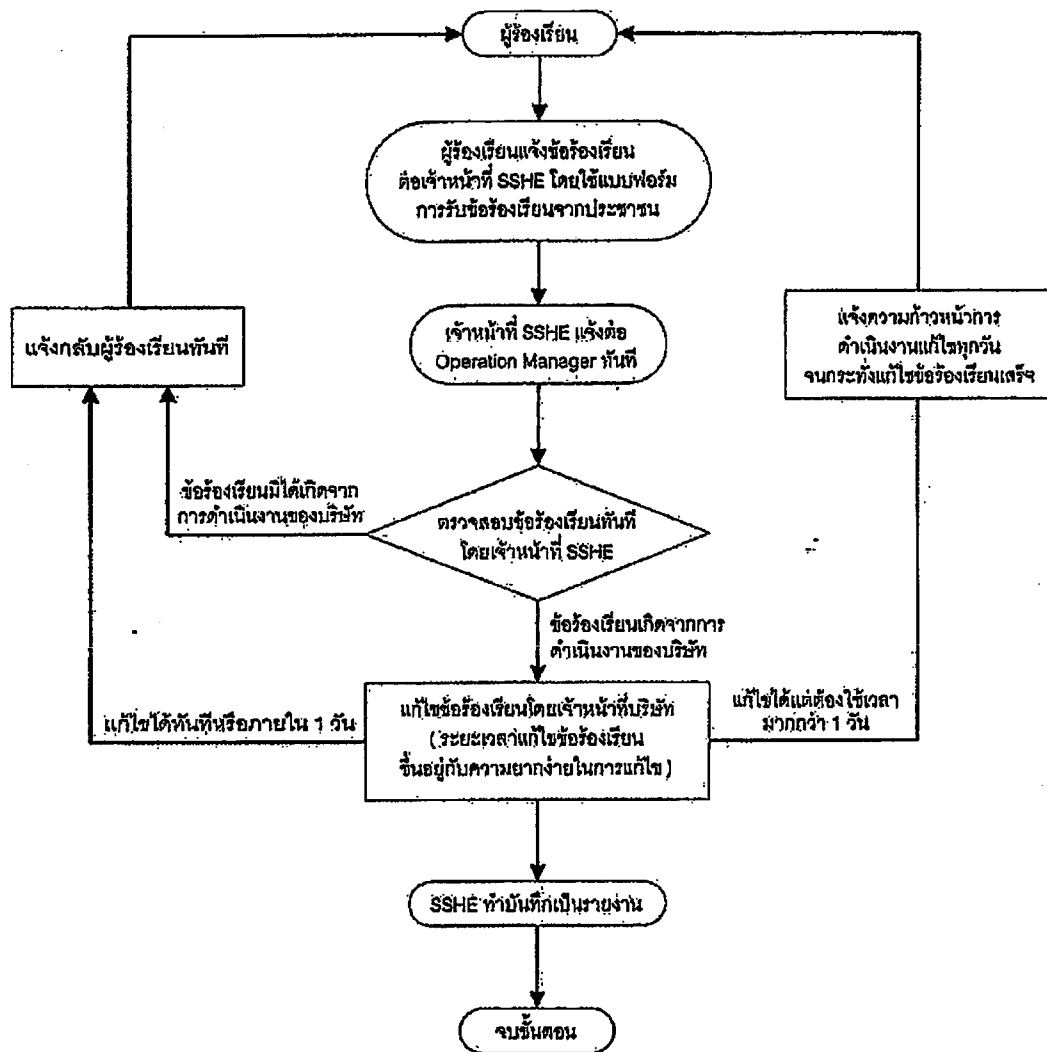 ผู้ร้องเรียน
ผู้ร้องเรียนแจ้งข้อร้องเรียน
ต่อเจ้าหน้าที่ SSHE โดยใช้แบบฟอร์ม
การรับข้อร้องเรียนจากประชาชน
แจ้งกลับผู้ร้องเรียนทันที
เจ้าหน้าที่ SSHE แจ้งต่อ
Operation Manager ทันที
แจ้งความก้าวหน้าการ
ดำเนินงานแก้ไขทุกวัน
จนกระทั่งแก้ไขข้อร้องเรียนเสร็จ
ข้อร้องเรียนมิได้เกิดจาก
การดำเนินงานของบริษัท
ตรวจสอบข้อร้องเรียนทันที
โดยเจ้าหน้าที่ SSHE
ข้อร้องเรียนเกิดจากการ
ดำเนินงานของบริษัท
แก้ไขได้ทันทีหรือภายใน 1 วัน
แก้ไขข้อร้องเรียนโดยเจ้าหน้าที่บริษัท
( ระยะเวลาแก้ไขข้อร้องเรียน
ขึ้นอยู่กับความยากง่ายในการแก้ไข )
แก้ไขได้แต่ต้องใช้เวลา
มากกว่า 1 วัน
SSHE ทำบันทึกเป็นรายงาน
จบขั้นตอน